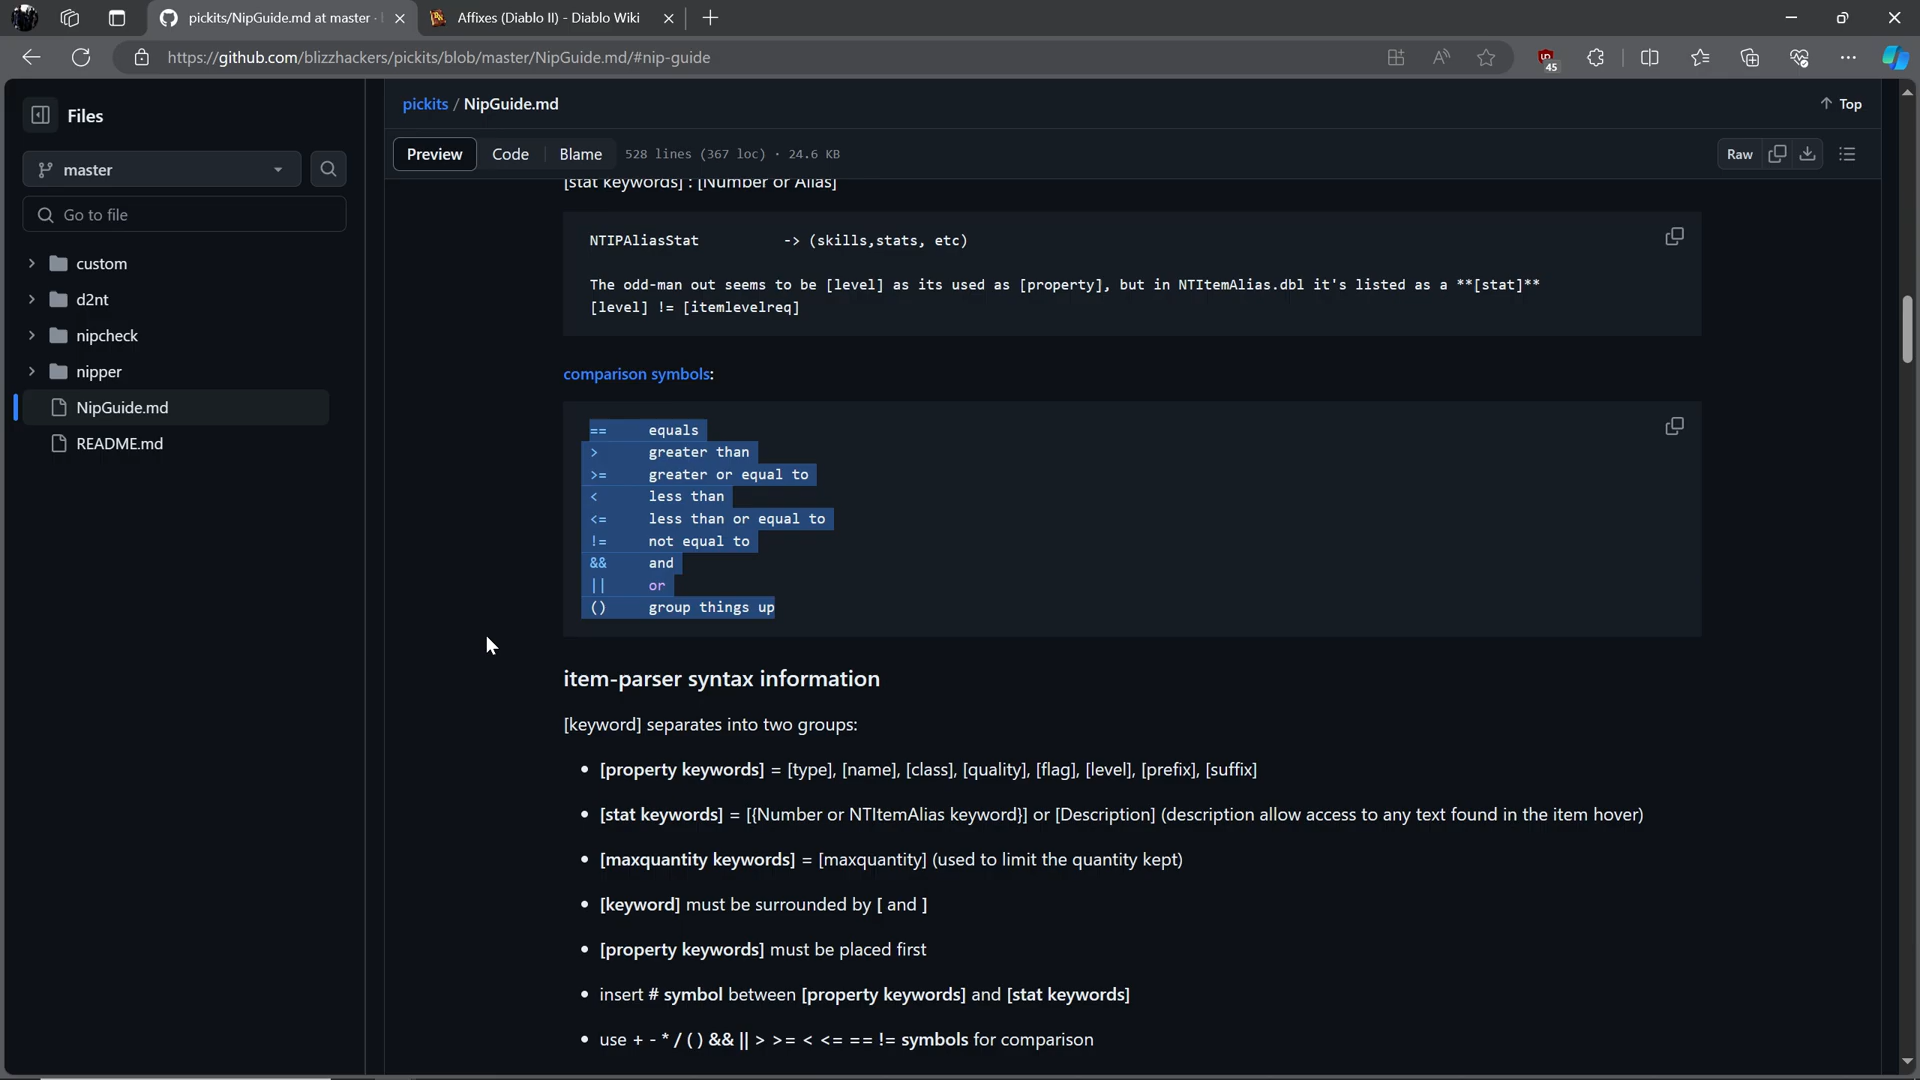 pickits/NipGuide.md at master ·
Affixes (Diablo II) - Diablo Wiki
https://github.com/blizzhackers/pickits/blob/master/NipGuide.md/#nip-guide
45
Files
master
Go to file
custom
d2nt
nipcheck
nipper
NipGuide.md
README.md
pickits / NipGuide.md
Top
Preview Code Blame 528 lines (367 loc) · 24.6 KB
Raw
[stat keywords] : [Number or Alias]
NTIPAliasStat -> (skills,stats, etc)
The odd-man out seems to be [level] as its used as [property], but in NTItemAlias.dbl it's listed as a **[stat]**
[level] != [itemlevelreq]
comparison symbols:
== equals
> greater than
>= greater or equal to
< less than
<= less than or equal to
!= not equal to
&& and
|| or
() group things up
item-parser syntax information
[keyword] separates into two groups:
• [property keywords] = [type], [name], [class], [quality], [flag], [level], [prefix], [suffix]
• [stat keywords] = [{Number or NTItemAlias keyword}] or [Description] (description allow access to any text found in the item hover)
• [maxquantity keywords] = [maxquantity] (used to limit the quantity kept)
• [keyword] must be surrounded by [ and ]
• [property keywords] must be placed first
• insert # symbol between [property keywords] and [stat keywords]
• use + - * / ( ) && || > >= < <= == != symbols for comparison